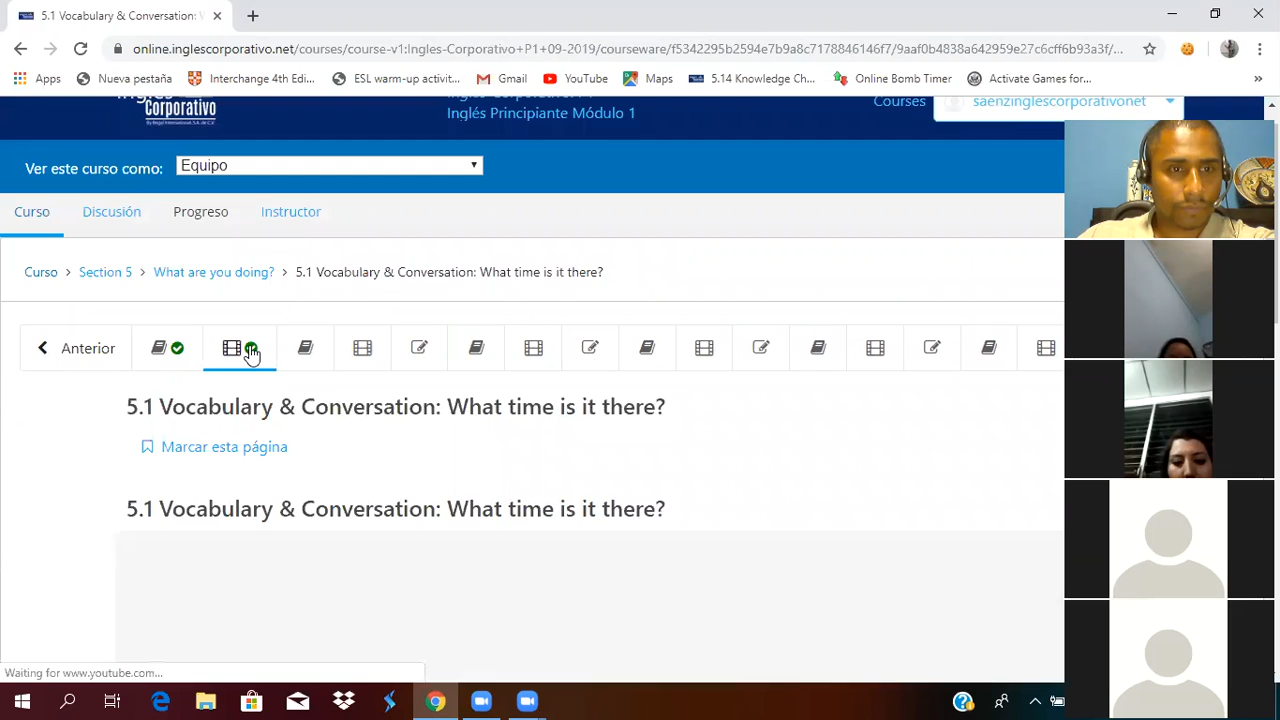 5.1 Vocabulary & Conversation: W
online.inglescorporativo.net/courses/course-v1:Ingles-Corporativo+P1+09-2019/courseware/f5342295b2594e7b9a8c7178846146f7/9aaf0b4838a642959e27c6cff6b93a3f/...
Apps
Nueva pestaña
Interchange 4th Edi...
ESL warm-up activit...
Gmail
YouTube
Maps
5.14 Knowledge Ch...
Online Bomb Timer
Activate Games for...
»
Corporativo
Inglés Principiante Módulo 1
Courses
saenzinglescorporativonet
Ver este curso como:
Equipo
Curso
Discusión
Progreso
Instructor
Curso > Section 5 > What are you doing? > 5.1 Vocabulary & Conversation: What time is it there?
Anterior
5.1 Vocabulary & Conversation: What time is it there?
Marcar esta página
5.1 Vocabulary & Conversation: What time is it there?
Waiting for www.youtube.com...